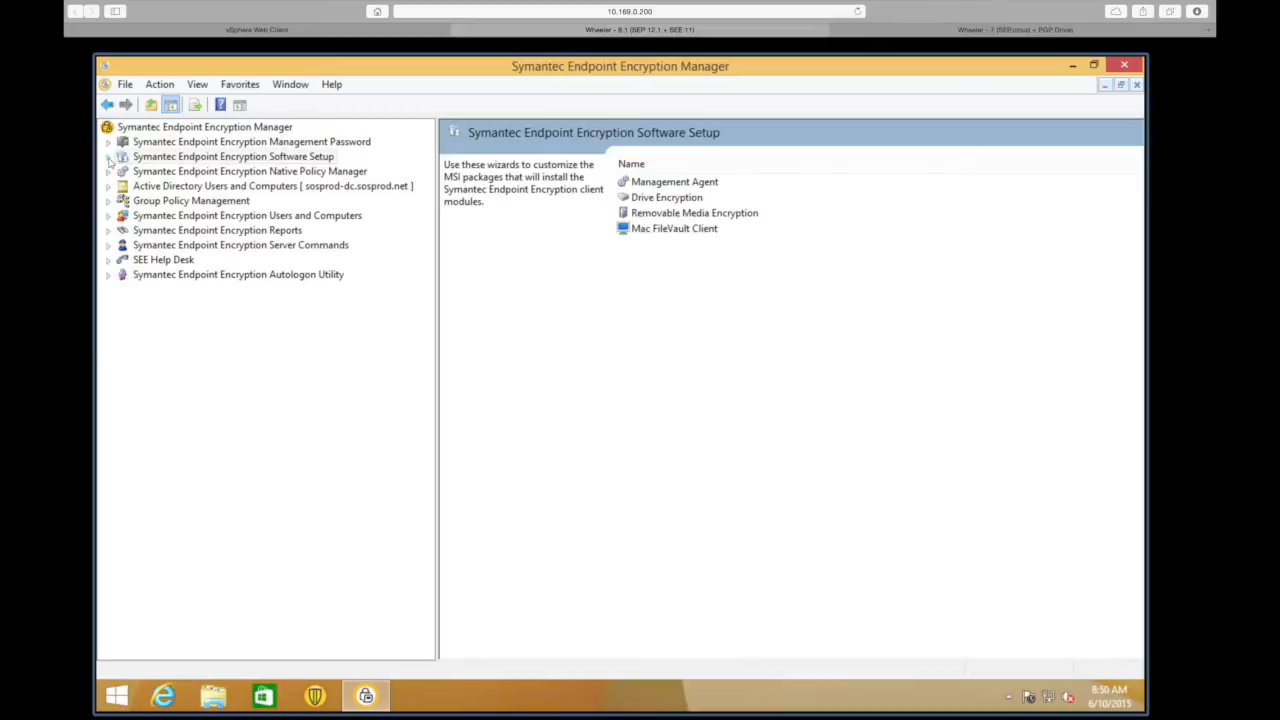 10.169.0.200
vSphere Web Client
Wheeler - 8.1 (SEP 12.1 + SEE 11)
Wheeler - 7 (SEP.cloud + PGP Drive)
Symantec Endpoint Encryption Manager
File Action View Favorites Window Help
Symantec Endpoint Encryption Manager
Symantec Endpoint Encryption Management Password
Symantec Endpoint Encryption Software Setup
Symantec Endpoint Encryption Native Policy Manager
Active Directory Users and Computers [ sosprod-dc.sosprod.net ]
Group Policy Management
Symantec Endpoint Encryption Users and Computers
Symantec Endpoint Encryption Reports
Symantec Endpoint Encryption Server Commands
SEE Help Desk
Symantec Endpoint Encryption Autologon Utility
Symantec Endpoint Encryption Software Setup
Use these wizards to customize the
MSI packages that will install the
Symantec Endpoint Encryption client
modules.
Name
Management Agent
Drive Encryption
Removable Media Encryption
Mac FileVault Client
8:50 AM
6/10/2015